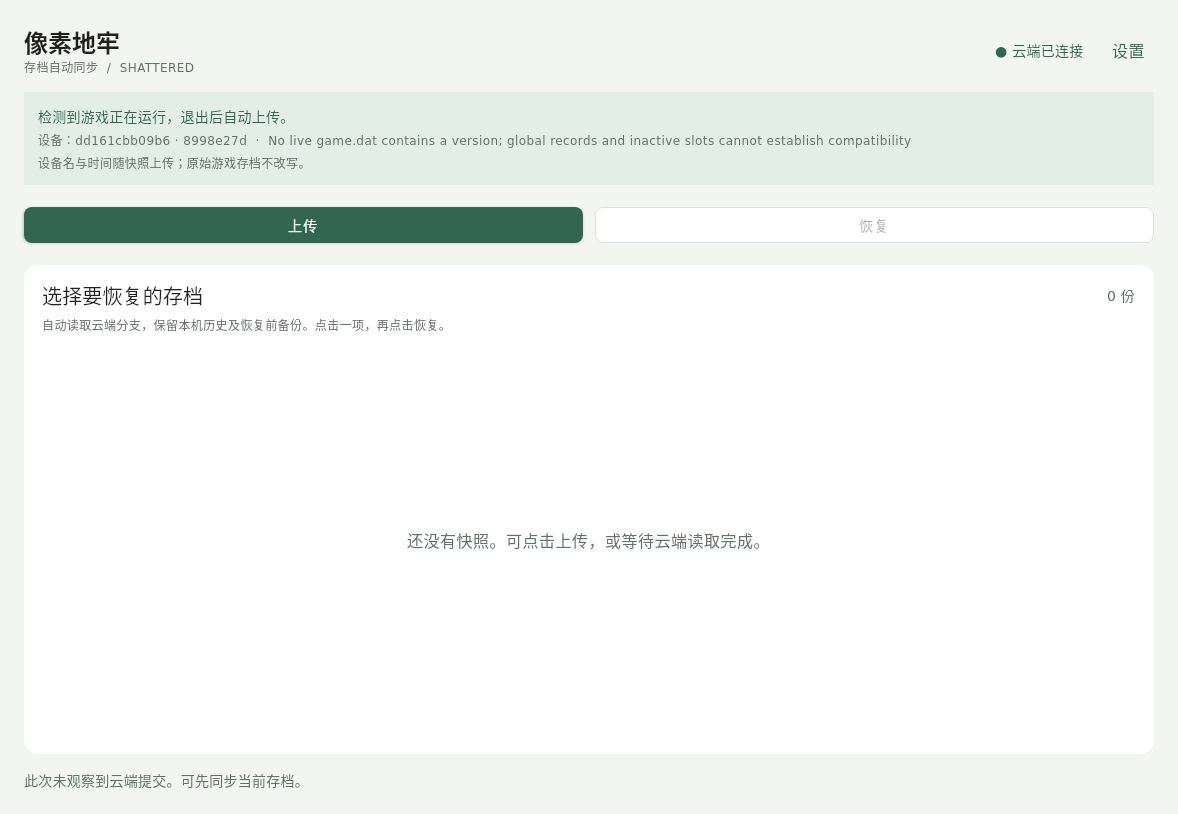 像素地牢
存档自动同步 / SHATTERED
● 云端已连接
设置
检测到游戏正在运行，退出后自动上传。
设备：dd161cbb09b6 · 8998e27d · No live game.dat contains a version; global records and inactive slots cannot establish compatibility
设备名与时间随快照上传；原始游戏存档不改写。
上传
恢复
选择要恢复的存档
0 份
自动读取云端分支，保留本机历史及恢复前备份。点击一项，再点击恢复。
还没有快照。可点击上传，或等待云端读取完成。
此次未观察到云端提交。可先同步当前存档。